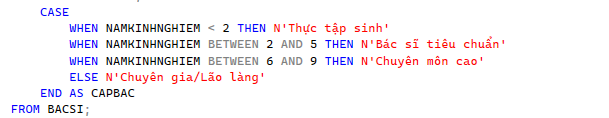 CASE
WHEN NAMKINHNGHIEM < 2 THEN N'Thực tập sinh'
WHEN NAMKINHNGHIEM BETWEEN 2 AND 5 THEN N'Bác sĩ tiêu chuẩn'
WHEN NAMKINHNGHIEM BETWEEN 6 AND 9 THEN N'Chuyên môn cao'
ELSE N'Chuyên gia/Lão làng'
END AS CAPBAC
FROM BACSI;